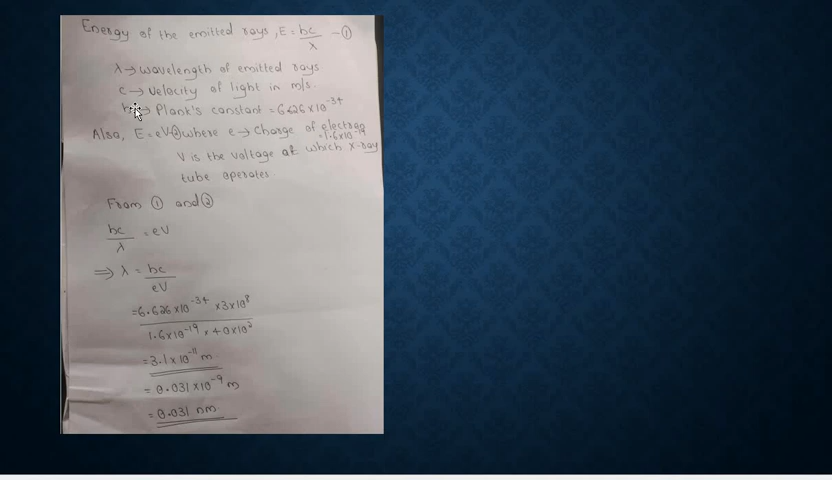 Energy of the emitted rays, E = hc/λ - ①
λ → wavelength of emitted rays
c → velocity of light in m/s.
h → Plank's constant = 6.626 × 10⁻³⁴
Also, E = eV ② where e → Charge of electron
= 1.6 × 10⁻¹⁹
V is the voltage at which X-ray
tube operates
From ① and ②
hc/λ = eV
⇒ λ = hc/eV
= 6.626 × 10⁻³⁴ × 3 × 10⁸
1.6 × 10⁻¹⁹ × 40 × 10³
= 3.1 × 10⁻¹¹ m
= 0.031 × 10⁻⁹ m
= 0.031 nm